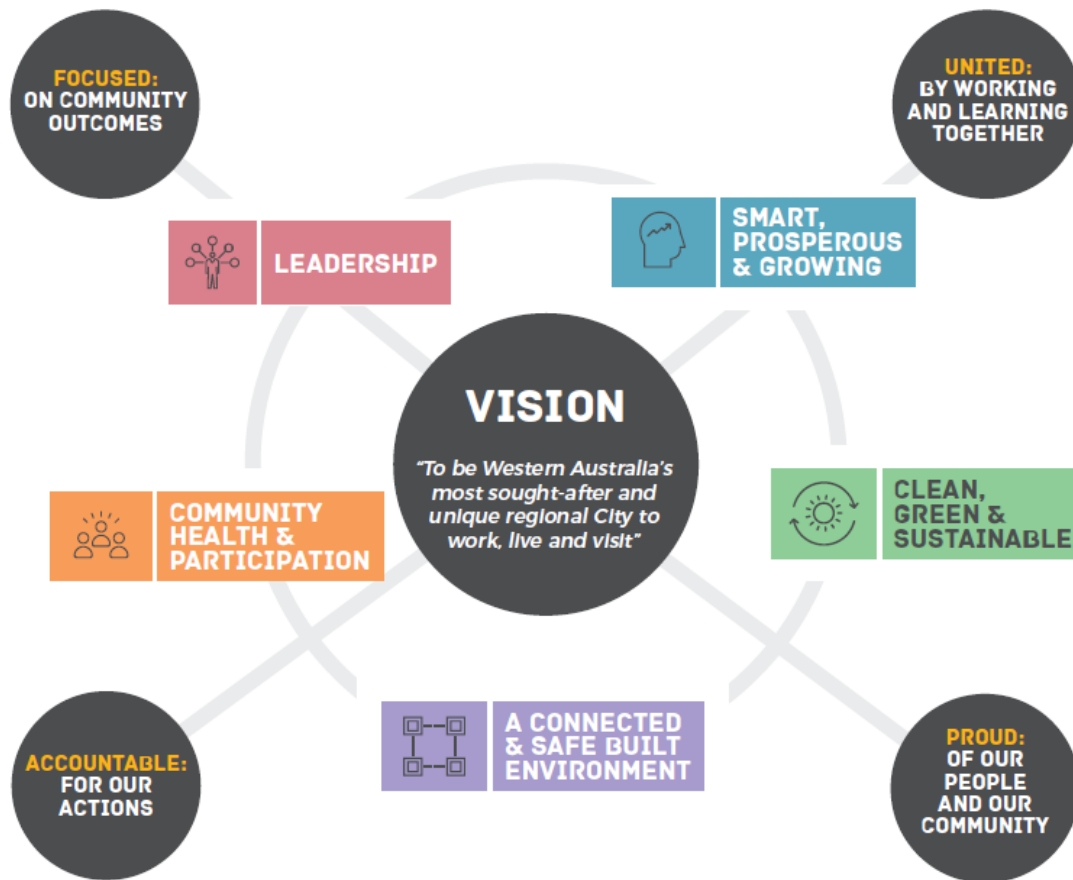 FOCUSED:
ON COMMUNITY
OUTCOMES
UNITED:
BY WORKING
AND LEARNING
TOGETHER
LEADERSHIP
SMART,
PROSPEROUS
& GROWING
VISION
“To be Western Australia’s
most sought-after and
unique regional City to
work, live and visit”
COMMUNITY
HEALTH &
PARTICIPATION
CLEAN,
GREEN &
SUSTAINABLE
A CONNECTED
& SAFE BUILT
ENVIRONMENT
ACCOUNTABLE:
FOR OUR
ACTIONS
PROUD:
OF OUR
PEOPLE
AND OUR
COMMUNITY